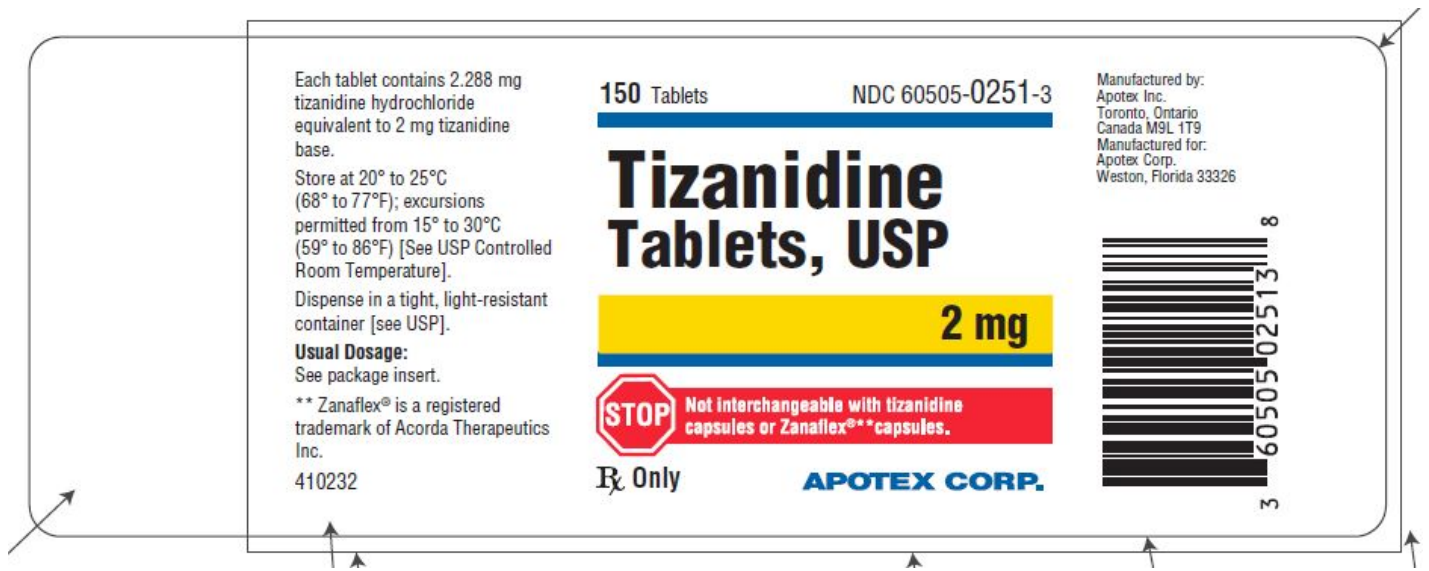 Each tablet contains 2.288 mg
tizanidine hydrochloride
equivalent to 2 mg tizanidine
base.
Store at 20° to 25°C
(68° to 77°F); excursions
permitted from 15° to 30°C
(59° to 86°F) [See USP Controlled
Room Temperature].
Dispense in a tight, light-resistant
container [see USP].
Usual Dosage:
See package insert.
** Zanaflex® is a registered
trademark of Acorda Therapeutics
Inc.
410232
150 Tablets NDC 60505-0251-3
Tizanidine
Tablets, USP
2 mg
STOP
Not interchangeable with tizanidine
capsules or Zanaflex®**capsules.
℞ Only
APOTEX CORP.
Manufactured by:
Apotex Inc.
Toronto, Ontario
Canada M9L 1T9
Manufactured for:
Apotex Corp.
Weston, Florida 33326
3 60505 02513 8